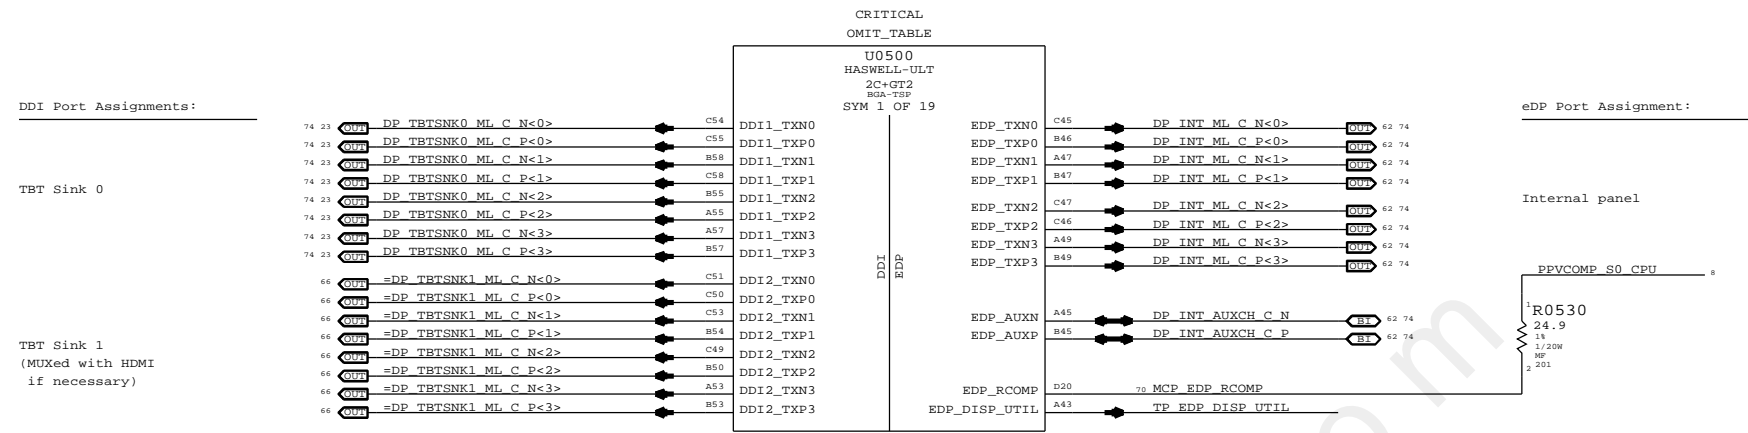 CRITICAL
OMIT_TABLE
U0500
HASWELL-ULT
2C+GT2
BGA-TSP
SYM 1 OF 19
DDI Port Assignments:
eDP Port Assignment:
74 23 OUT DP_TBTSNK0_ML_C_N<0> C54 DDI1_TXN0
74 23 OUT DP_TBTSNK0_ML_C_P<0> C55 DDI1_TXP0
74 23 OUT DP_TBTSNK0_ML_C_N<1> B58 DDI1_TXN1
74 23 OUT DP_TBTSNK0_ML_C_P<1> C58 DDI1_TXP1
TBT Sink 0
74 23 OUT DP_TBTSNK0_ML_C_N<2> B55 DDI1_TXN2
74 23 OUT DP_TBTSNK0_ML_C_P<2> A55 DDI1_TXP2
74 23 OUT DP_TBTSNK0_ML_C_N<3> A57 DDI1_TXN3
74 23 OUT DP_TBTSNK0_ML_C_P<3> B57 DDI1_TXP3
66 OUT =DP_TBTSNK1_ML_C_N<0> C51 DDI2_TXN0
66 OUT =DP_TBTSNK1_ML_C_P<0> C50 DDI2_TXP0
66 OUT =DP_TBTSNK1_ML_C_N<1> C53 DDI2_TXN1
66 OUT =DP_TBTSNK1_ML_C_P<1> B54 DDI2_TXP1
TBT Sink 1
(MUXed with HDMI
if necessary)
66 OUT =DP_TBTSNK1_ML_C_N<2> C49 DDI2_TXN2
66 OUT =DP_TBTSNK1_ML_C_P<2> B50 DDI2_TXP2
66 OUT =DP_TBTSNK1_ML_C_N<3> A53 DDI2_TXN3
66 OUT =DP_TBTSNK1_ML_C_P<3> B53 DDI2_TXP3
DDI
EDP
EDP_TXN0 C45 DP_INT_ML_C_N<0> OUT 62 74
EDP_TXP0 B46 DP_INT_ML_C_P<0> OUT 62 74
EDP_TXN1 A47 DP_INT_ML_C_N<1> OUT 62 74
EDP_TXP1 B47 DP_INT_ML_C_P<1> OUT 62 74
EDP_TXN2 C47 DP_INT_ML_C_N<2> OUT 62 74
EDP_TXP2 C46 DP_INT_ML_C_P<2> OUT 62 74
EDP_TXN3 A49 DP_INT_ML_C_N<3> OUT 62 74
EDP_TXP3 B49 DP_INT_ML_C_P<3> OUT 62 74
Internal panel
EDP_AUXN A45 DP_INT_AUXCH_C_N BI 62 74
EDP_AUXP B45 DP_INT_AUXCH_C_P BI 62 74
EDP_RCOMP D20 70 MCP_EDP_RCOMP
EDP_DISP_UTIL A43 TP_EDP_DISP_UTIL
PPVCOMP_S0_CPU 8
1
R0530
24.9
1%
1/20W
MF
201
2
om